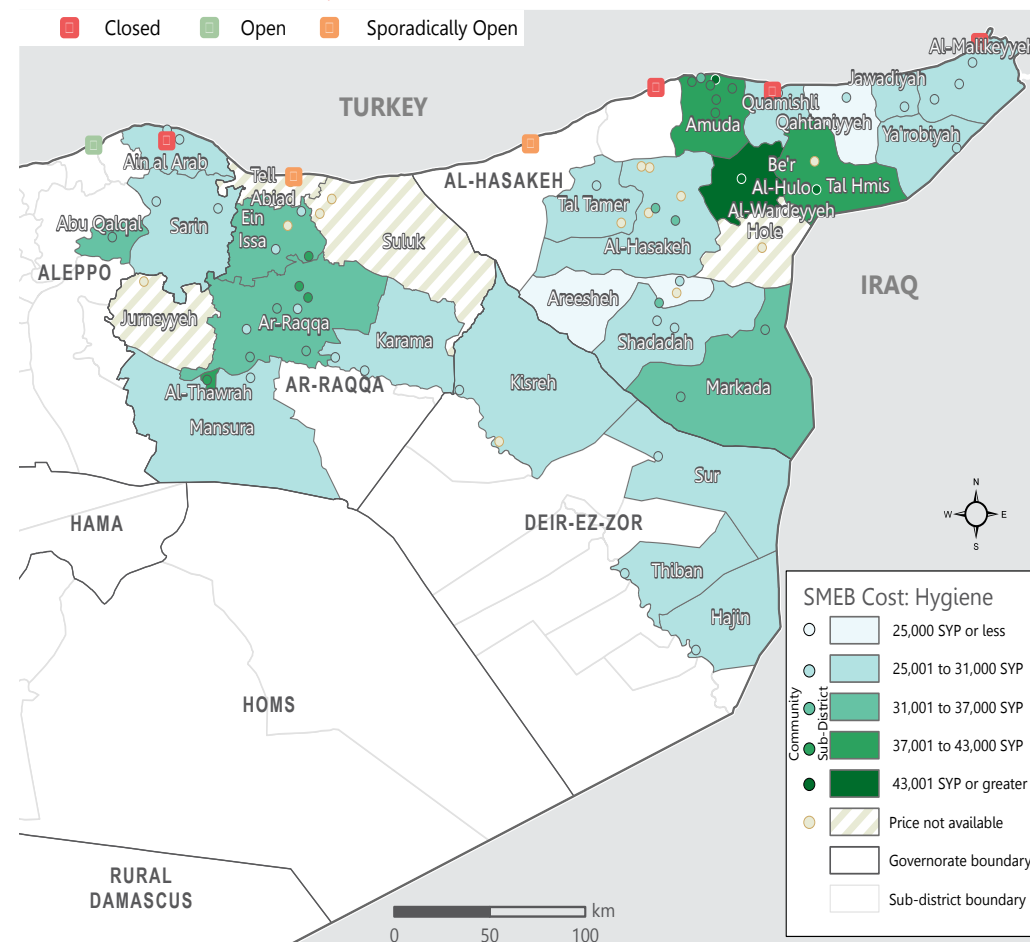 Closed
Open
Sporadically Open
TURKEY
Al-Malikeyyeh
Jawadiyah
Quamishli
Qahtaniyyeh
Amuda
Ya'robiyah
Ain al Arab
Tell
Abiad
AL-HASAKEH
Be'r
Al-Hulo
Al-Wardeyyeh
Tal Hmis
Tal Tamer
Abu Qalqal
Sarin
Ein
Issa
Suluk
Al-Hasakeh
Hole
ALEPPO
IRAQ
Areesheh
Jurneyyeh
Ar-Raqqa
Karama
Shadadah
AR-RAQQA
Kisreh
Markada
Al-Thawrah
Mansura
Sur
HAMA
DEIR-EZ-ZOR
N
W
E
S
Thiban
Hajin
HOMS
RURAL
DAMASCUS
SMEB Cost: Hygiene
Community
Sub-District
25,000 SYP or less
25,001 to 31,000 SYP
31,001 to 37,000 SYP
37,001 to 43,000 SYP
43,001 SYP or greater
Price not available
Governorate boundary
Sub-district boundary
km
0
50
100